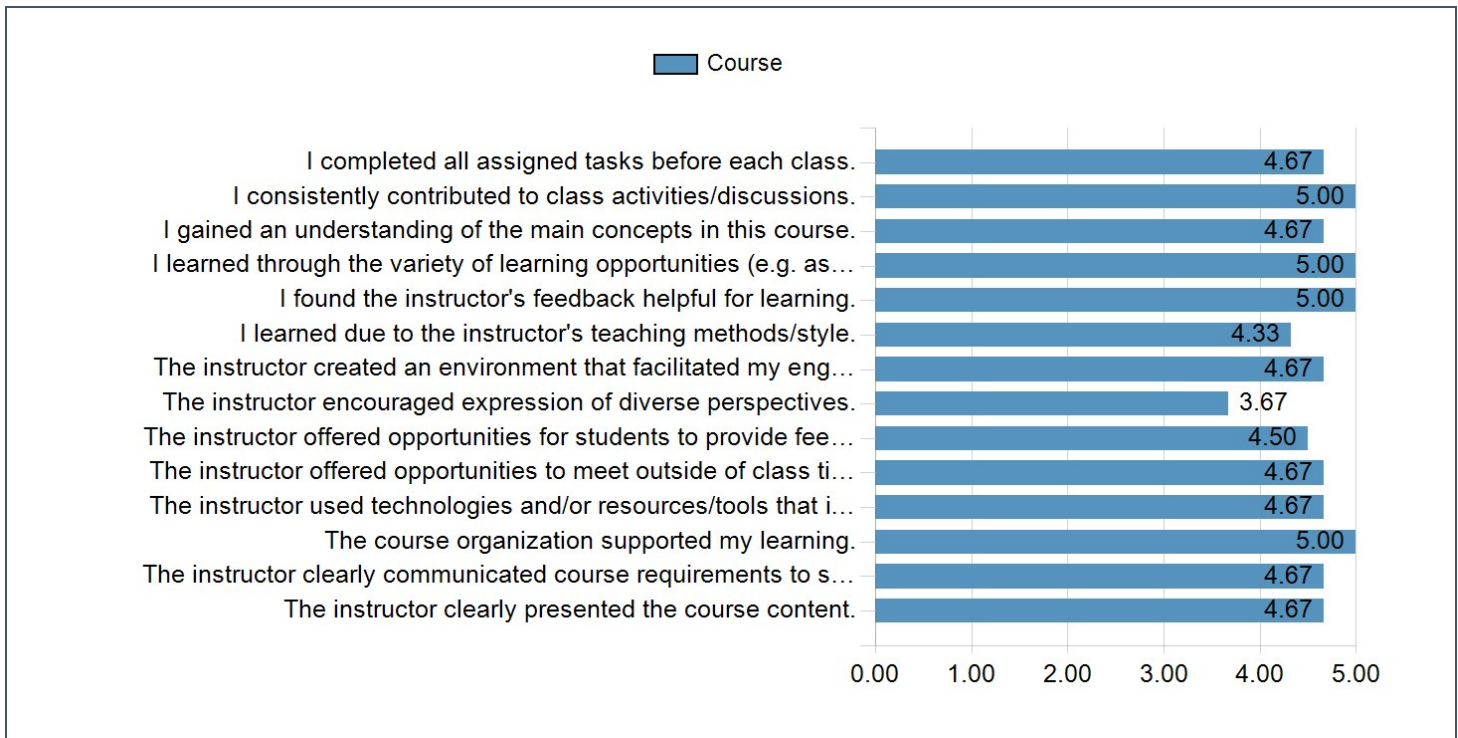 Course
I completed all assigned tasks before each class. 4.67
I consistently contributed to class activities/discussions. 5.00
I gained an understanding of the main concepts in this course. 4.67
I learned through the variety of learning opportunities (e.g. as… 5.00
I found the instructor's feedback helpful for learning. 5.00
I learned due to the instructor's teaching methods/style. 4.33
The instructor created an environment that facilitated my eng… 4.67
The instructor encouraged expression of diverse perspectives. 3.67
The instructor offered opportunities for students to provide fee… 4.50
The instructor offered opportunities to meet outside of class ti… 4.67
The instructor used technologies and/or resources/tools that i… 4.67
The course organization supported my learning. 5.00
The instructor clearly communicated course requirements to s… 4.67
The instructor clearly presented the course content. 4.67
0.00 1.00 2.00 3.00 4.00 5.00